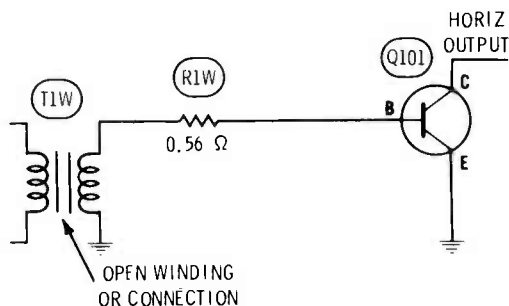 HORIZ
OUTPUT
Q101
R1W
T1W
C
B
0.56 Ω
E
OPEN WINDING
OR CONNECTION